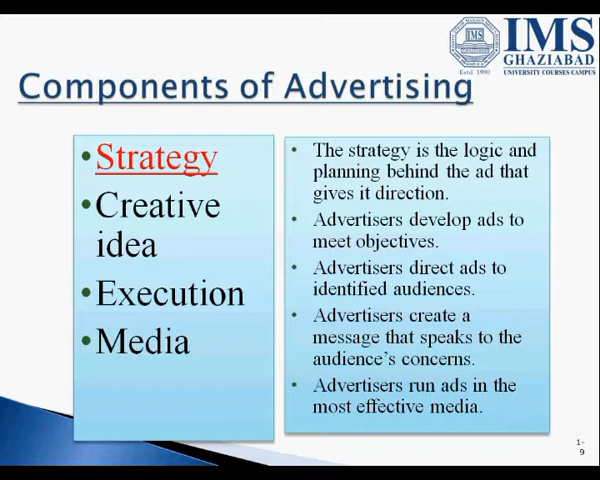 IMS
IMS
GHAZIABAD
Estd. 1990
UNIVERSITY COURSES CAMPUS
Components of Advertising
•Strategy
•Creative
idea
•Execution
•Media
• The strategy is the logic and
planning behind the ad that
gives it direction.
• Advertisers develop ads to
meet objectives.
• Advertisers direct ads to
identified audiences.
• Advertisers create a
message that speaks to the
audience’s concerns.
• Advertisers run ads in the
most effective media.
1-
9